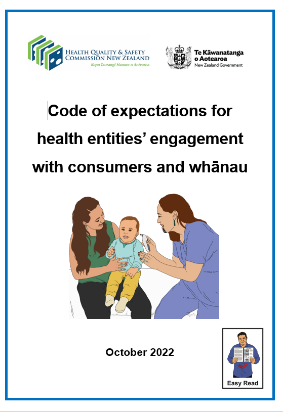 HEALTH QUALITY & SAFETY
COMMISSION NEW ZEALAND
Te Kāwanatanga
o Aotearoa
New Zealand Government
Code of expectations for
health entities’ engagement
with consumers and whānau
October 2022
Easy Read